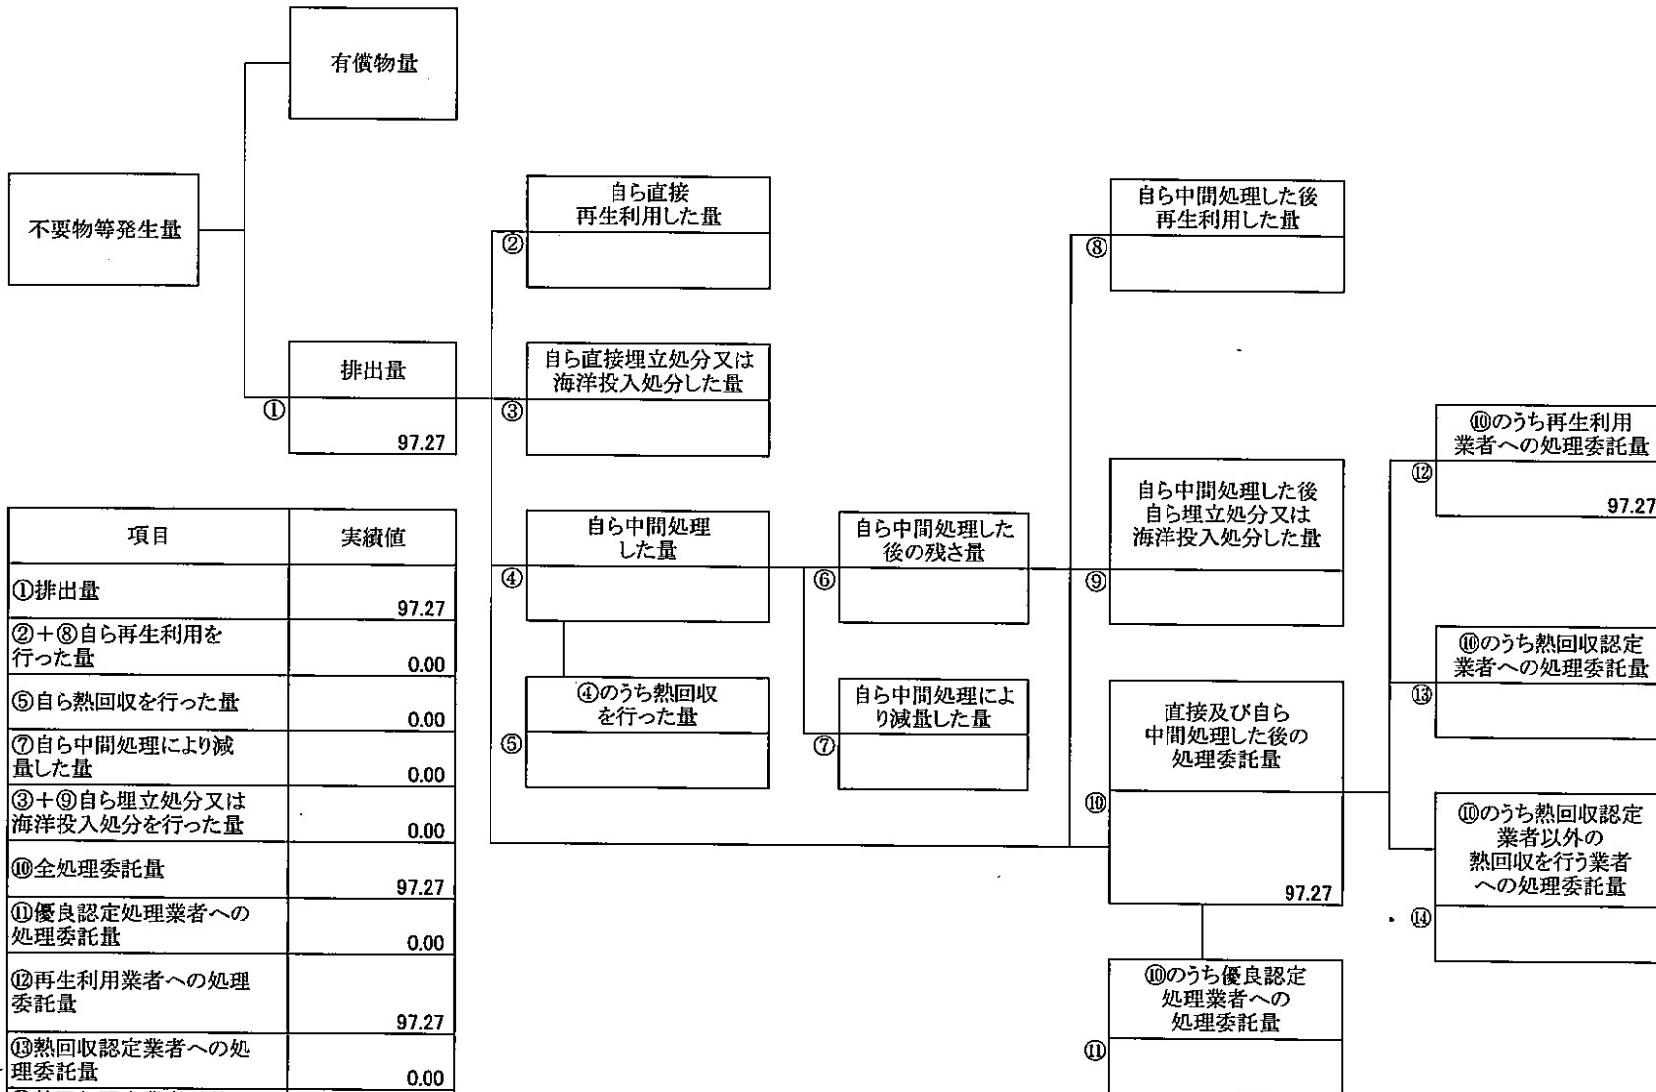 有償物量
不要物等発生量
排出量
①
97.27
自ら直接
再生利用した量
②
自ら直接埋立処分又は
海洋投入処分した量
③
自ら中間処理
した量
④
④のうち熱回収
を行った量
⑤
自ら中間処理した
後の残さ量
⑥
自ら中間処理によ
り減量した量
⑦
自ら中間処理した後
再生利用した量
⑧
自ら中間処理した後
自ら埋立処分又は
海洋投入処分した量
⑨
直接及び自ら
中間処理した後の
処理委託量
⑩
97.27
⑩のうち優良認定
処理業者への
処理委託量
⑪
⑩のうち再生利用
業者への処理委託量
⑫
97.27
⑩のうち熱回収認定
業者への処理委託量
⑬
⑩のうち熱回収認定
業者以外の
熱回収を行う業者
への処理委託量
⑭
項目 実績値
①排出量
97.27
②+⑧自ら再生利用を
行った量 0.00
⑤自ら熱回収を行った量
0.00
⑦自ら中間処理により減
量した量 0.00
③+⑨自ら埋立処分又は
海洋投入処分を行った量 0.00
⑩全処理委託量
97.27
⑪優良認定処理業者への
処理委託量 0.00
⑫再生利用業者への処理
委託量
97.27
⑬熱回収認定業者への処
理委託量 0.00